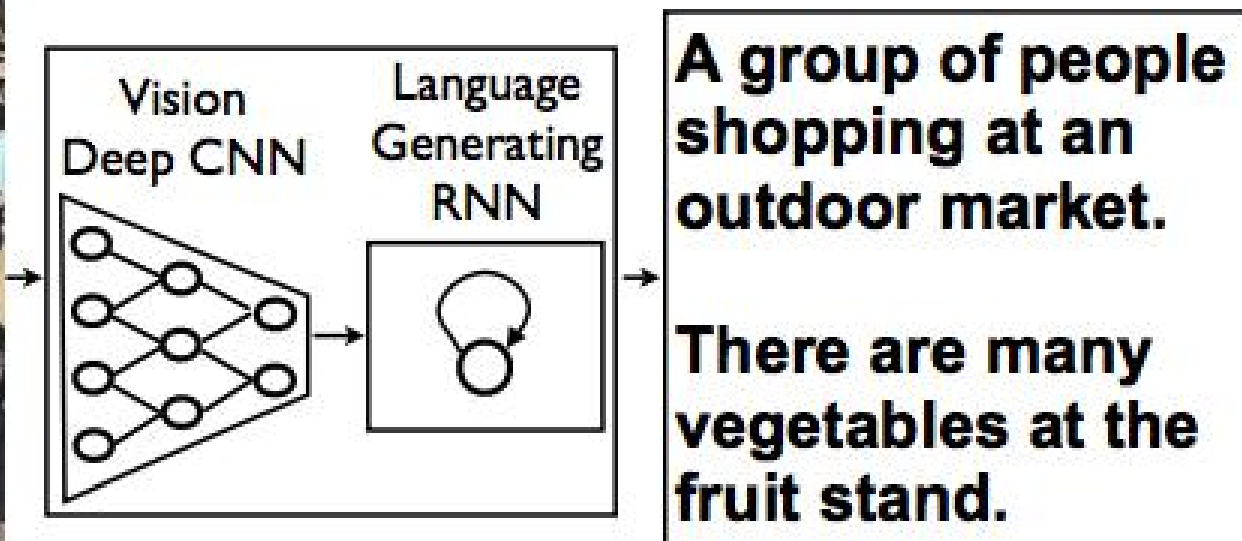 Vision
Deep CNN
Language
Generating
RNN
A group of people
shopping at an
outdoor market.
There are many
vegetables at the
fruit stand.